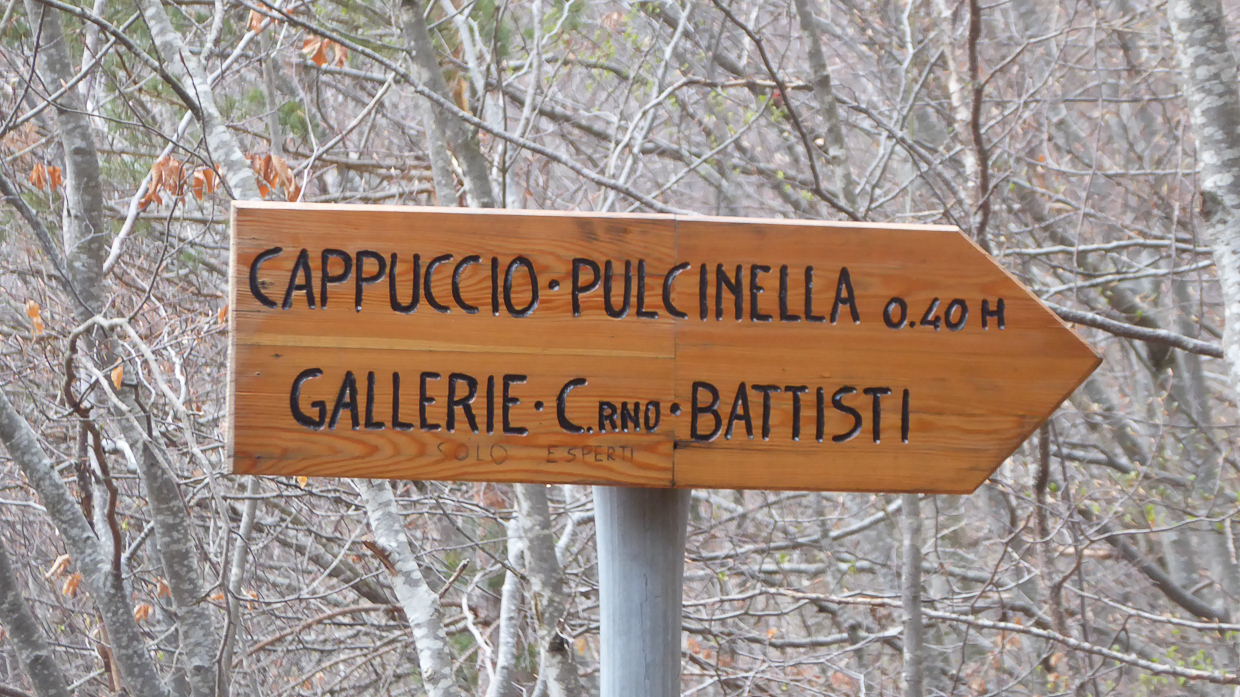 CAPPUCCIO·PULCINELLA 0.40 H
GALLERIE·C.RNO·BATTISTI
SOLO ESPERTI